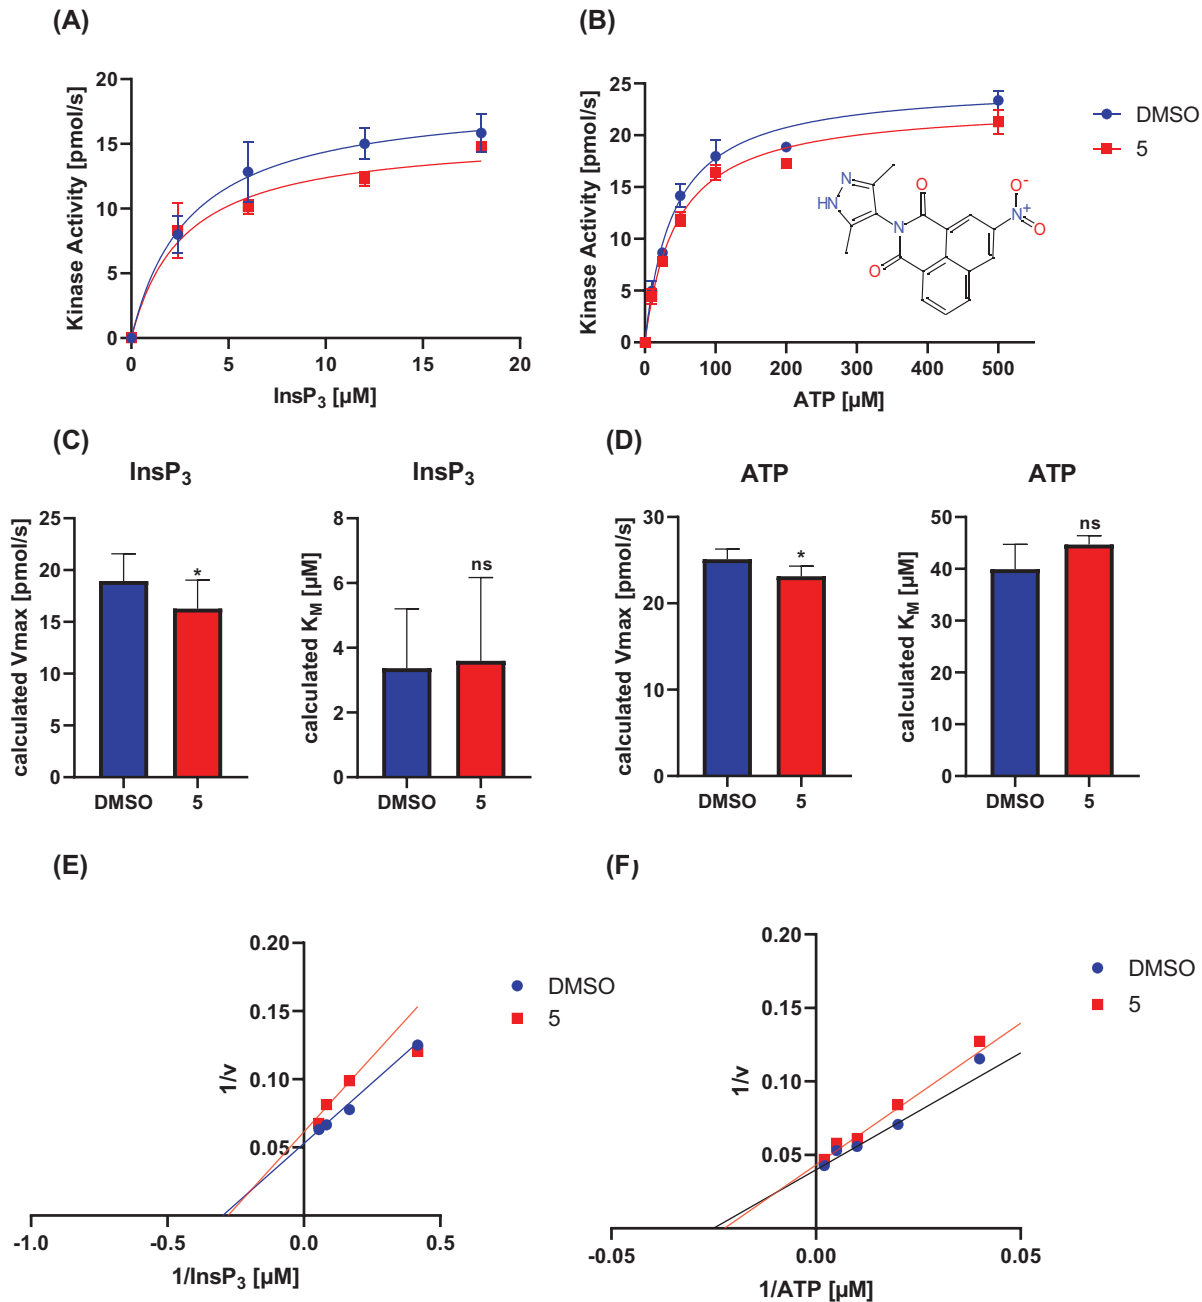 (A)
20
15
10
5
0
0
5
10
15
20
Kinase Activity [pmol/s]
InsP3 [µM]
(B)
25
20
15
10
5
0
0
100
200
300
400
500
Kinase Activity [pmol/s]
ATP [µM]
N
HN
N
O
O
O-
N+
O
DMSO
5
(C)
InsP3
25
20
15
10
5
0
calculated Vmax [pmol/s]
*
DMSO
5
InsP3
8
6
4
2
0
calculated KM [µM]
ns
DMSO
5
(D)
ATP
30
20
10
0
calculated Vmax [pmol/s]
*
DMSO
5
ATP
50
40
30
20
10
0
calculated KM [µM]
ns
DMSO
5
(E)
0.20
0.15
0.10
0.05
1/v
-1.0
-0.5
0.0
0.5
1/InsP3 [µM]
DMSO
5
(F)
0.20
0.15
0.10
0.05
1/v
-0.05
0.00
0.05
1/ATP [µM]
DMSO
5